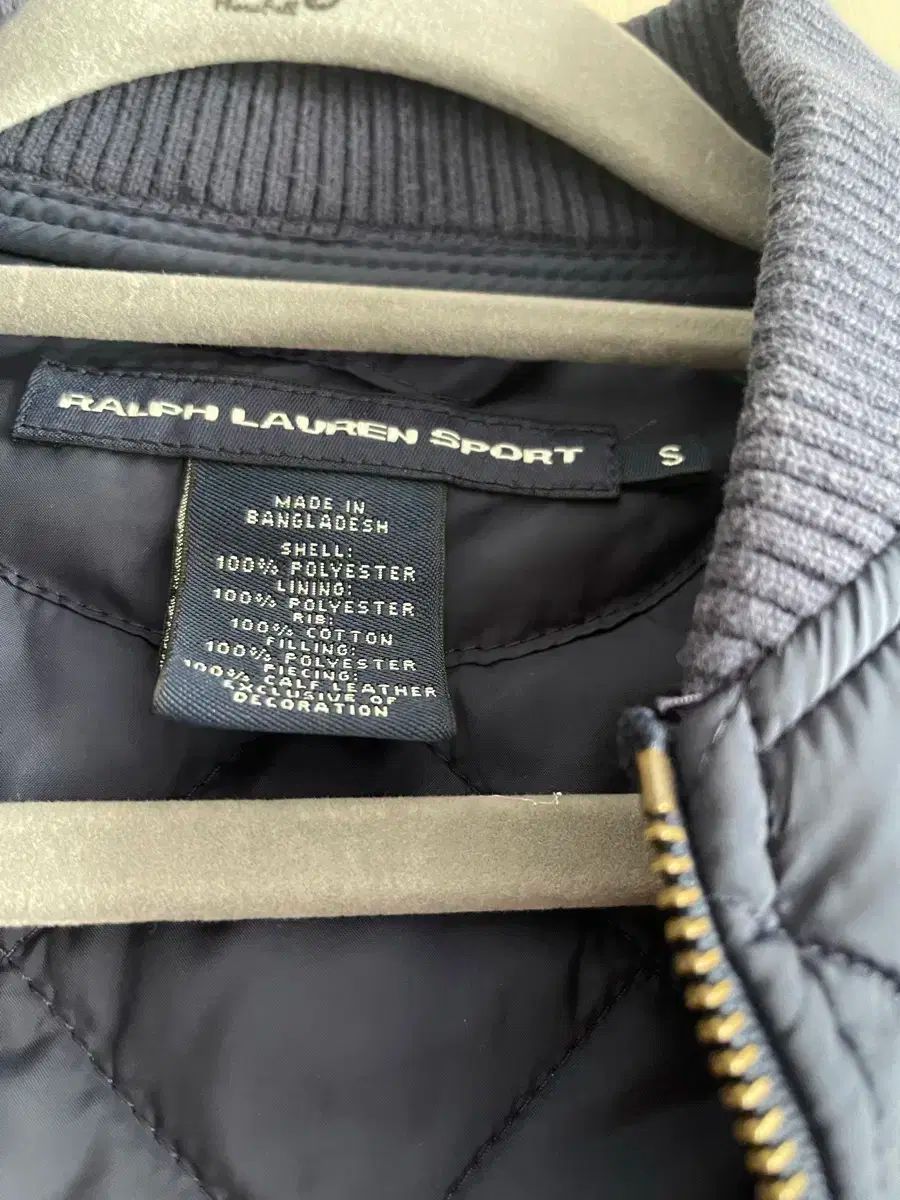 RALPH LAUREN SPORT S
MADE IN
BANGLADESH
SHELL:
100% POLYESTER
LINING:
100% POLYESTER
RIB:
100% COTTON
FILLING:
100% POLYESTER
PIECING:
100% CALF LEATHER
EXCLUSIVE OF
DECORATION